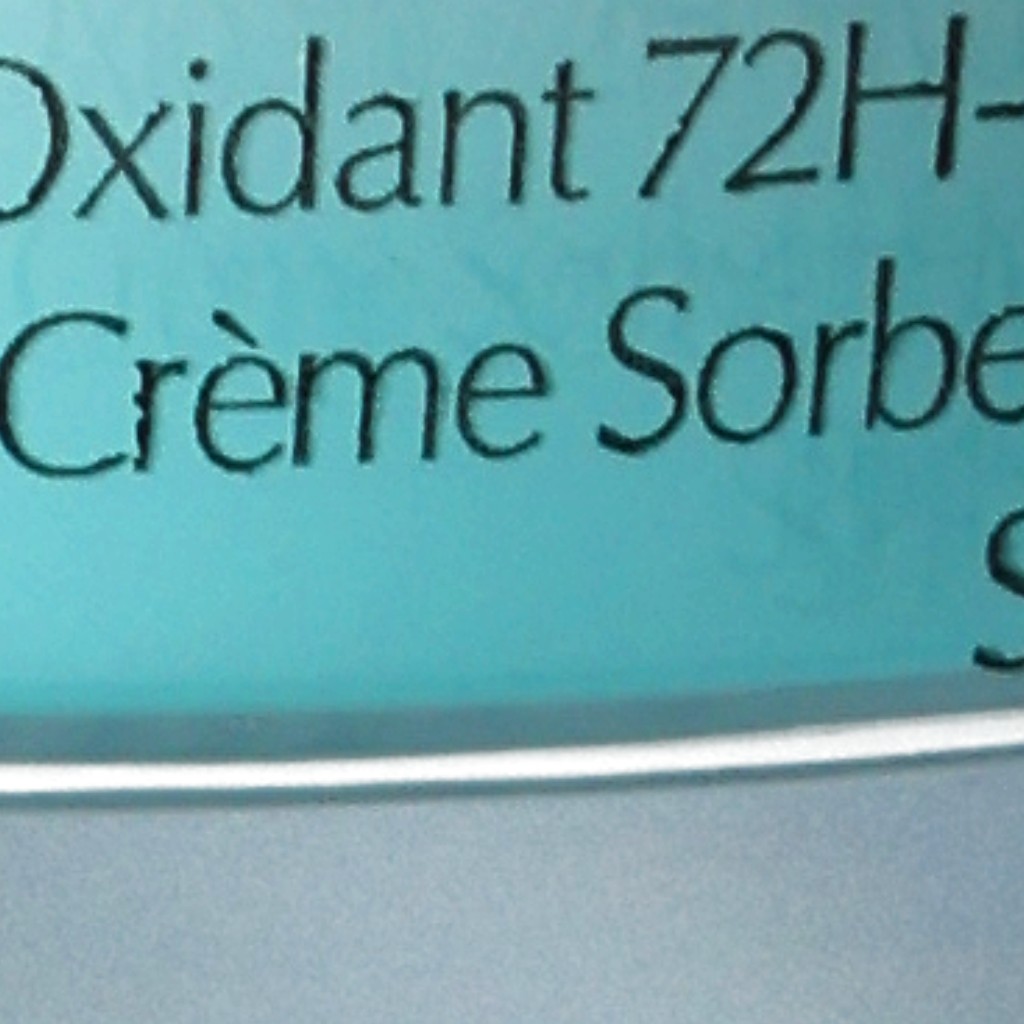 Oxidant 72H-
Crème Sorbe
S